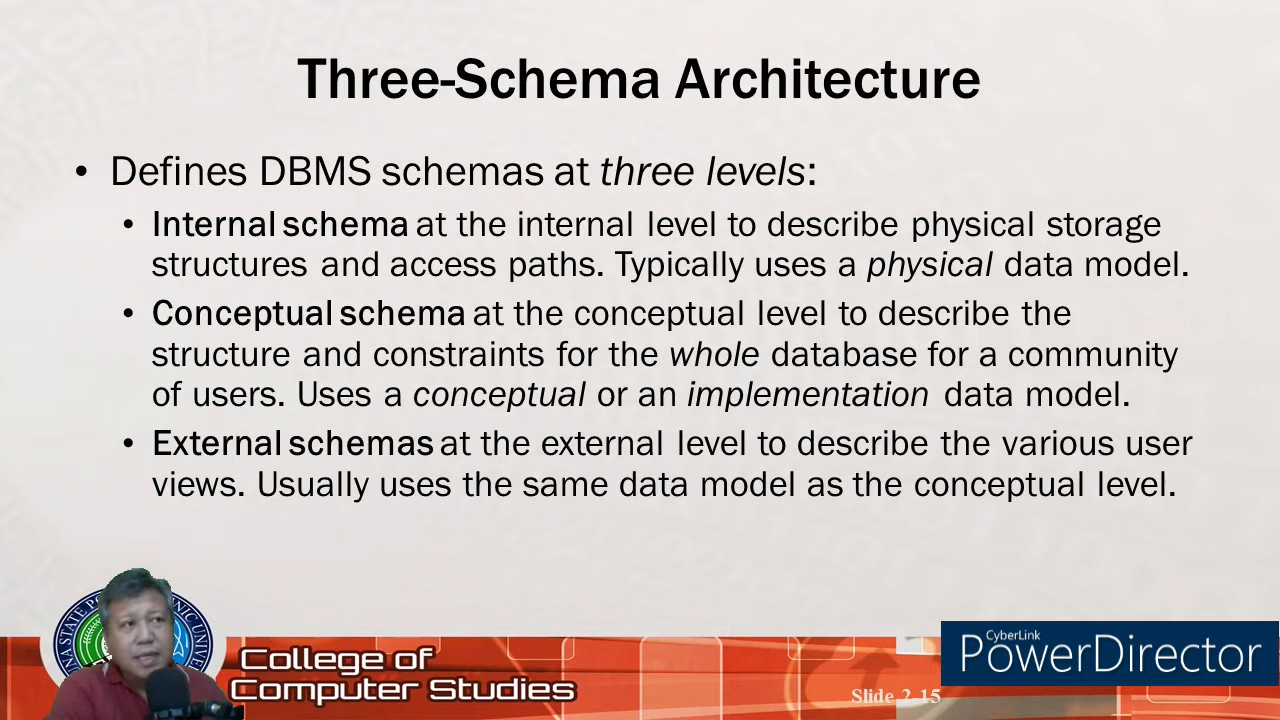 Three-Schema Architecture
• Defines DBMS schemas at three levels:
• Internal schema at the internal level to describe physical storage
structures and access paths. Typically uses a physical data model.
• Conceptual schema at the conceptual level to describe the
structure and constraints for the whole database for a community
of users. Uses a conceptual or an implementation data model.
• External schemas at the external level to describe the various user
views. Usually uses the same data model as the conceptual level.
College of
Computer Studies
Slide 2-15
CyberLink
PowerDirector